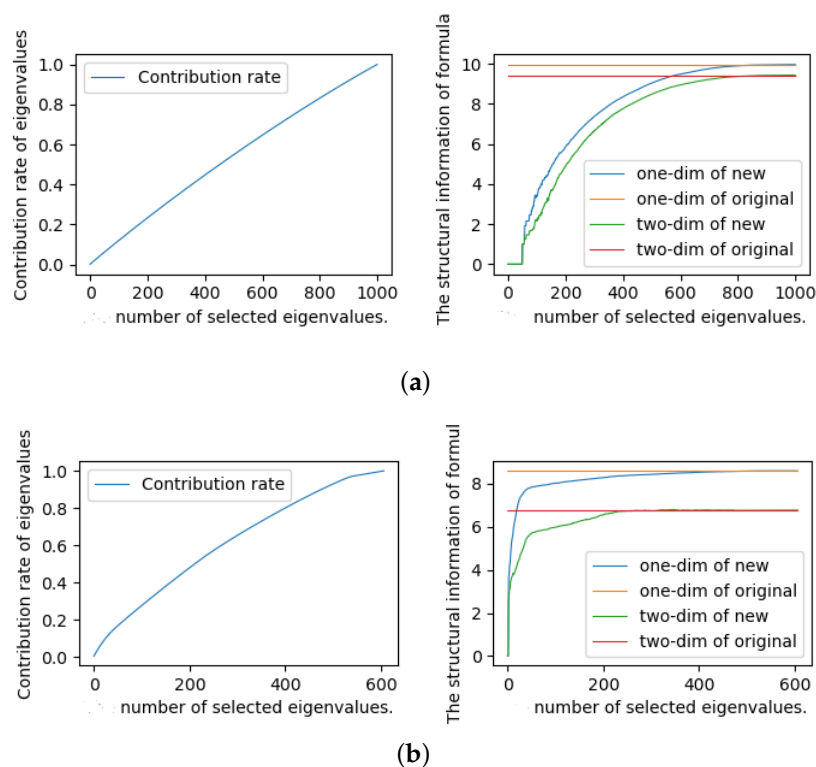 Contribution rate of eigenvalues
1.0
0.8
0.6
0.4
0.2
0.0
Contribution rate
0 200 400 600 800 1000
number of selected eigenvalues.
The structural information of formula
10
8
6
4
2
0
one-dim of new
one-dim of original
two-dim of new
two-dim of original
0 200 400 600 800 1000
number of selected eigenvalues.
(a)
Contribution rate of eigenvalues
1.0
0.8
0.6
0.4
0.2
0.0
Contribution rate
0 200 400 600
number of selected eigenvalues.
The structural information of formul
8
6
4
2
0
one-dim of new
one-dim of original
two-dim of new
two-dim of original
0 200 400 600
number of selected eigenvalues.
(b)